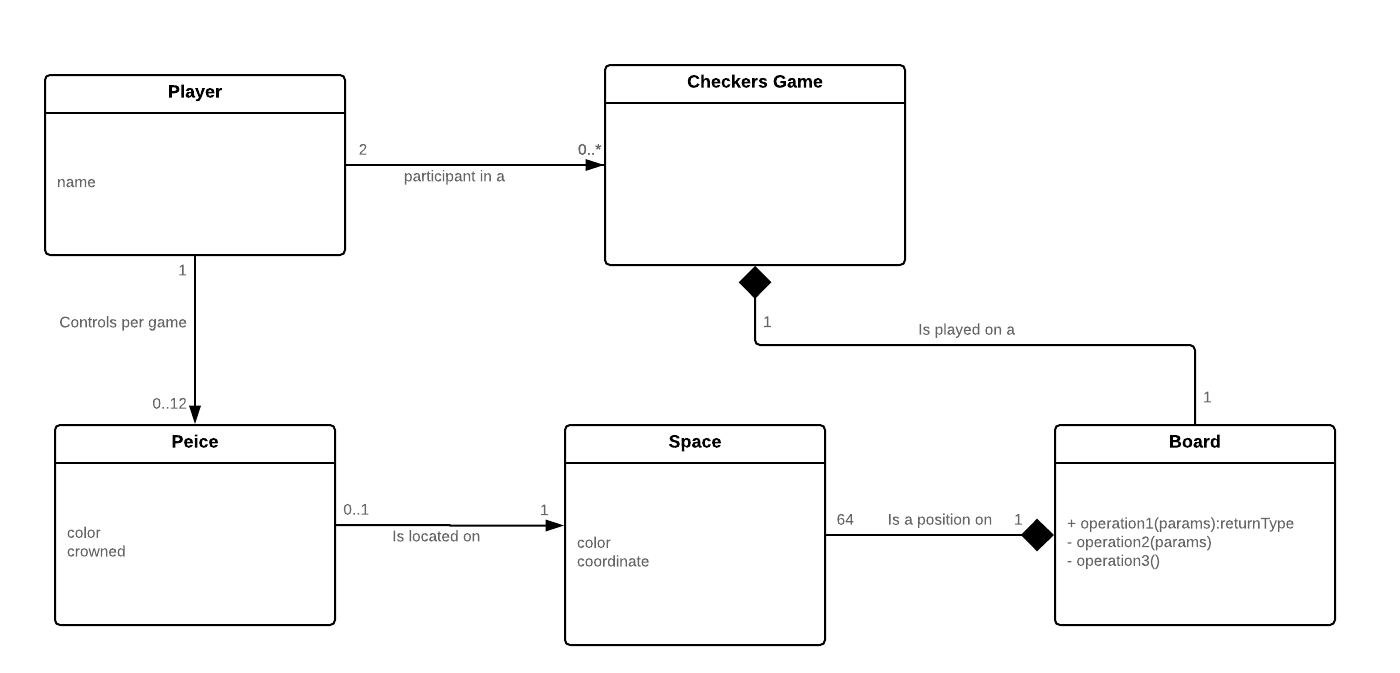 Player
name
Checkers Game
2
0..*
participant in a
1
Controls per game
0..12
1
Is played on a
1
Peice
color
crowned
0..1
1
Is located on
Space
color
coordinate
64
Is a position on
1
Board
+ operation1(params):returnType
- operation2(params)
- operation3()